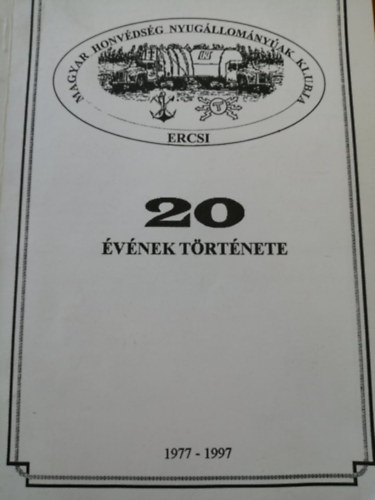 MAGYAR HONVÉDSÉG NYUGÁLLOMÁNYÚAK KLUBJA
ERCSI
20
ÉVÉNEK TÖRTÉNETE
1977 - 1997